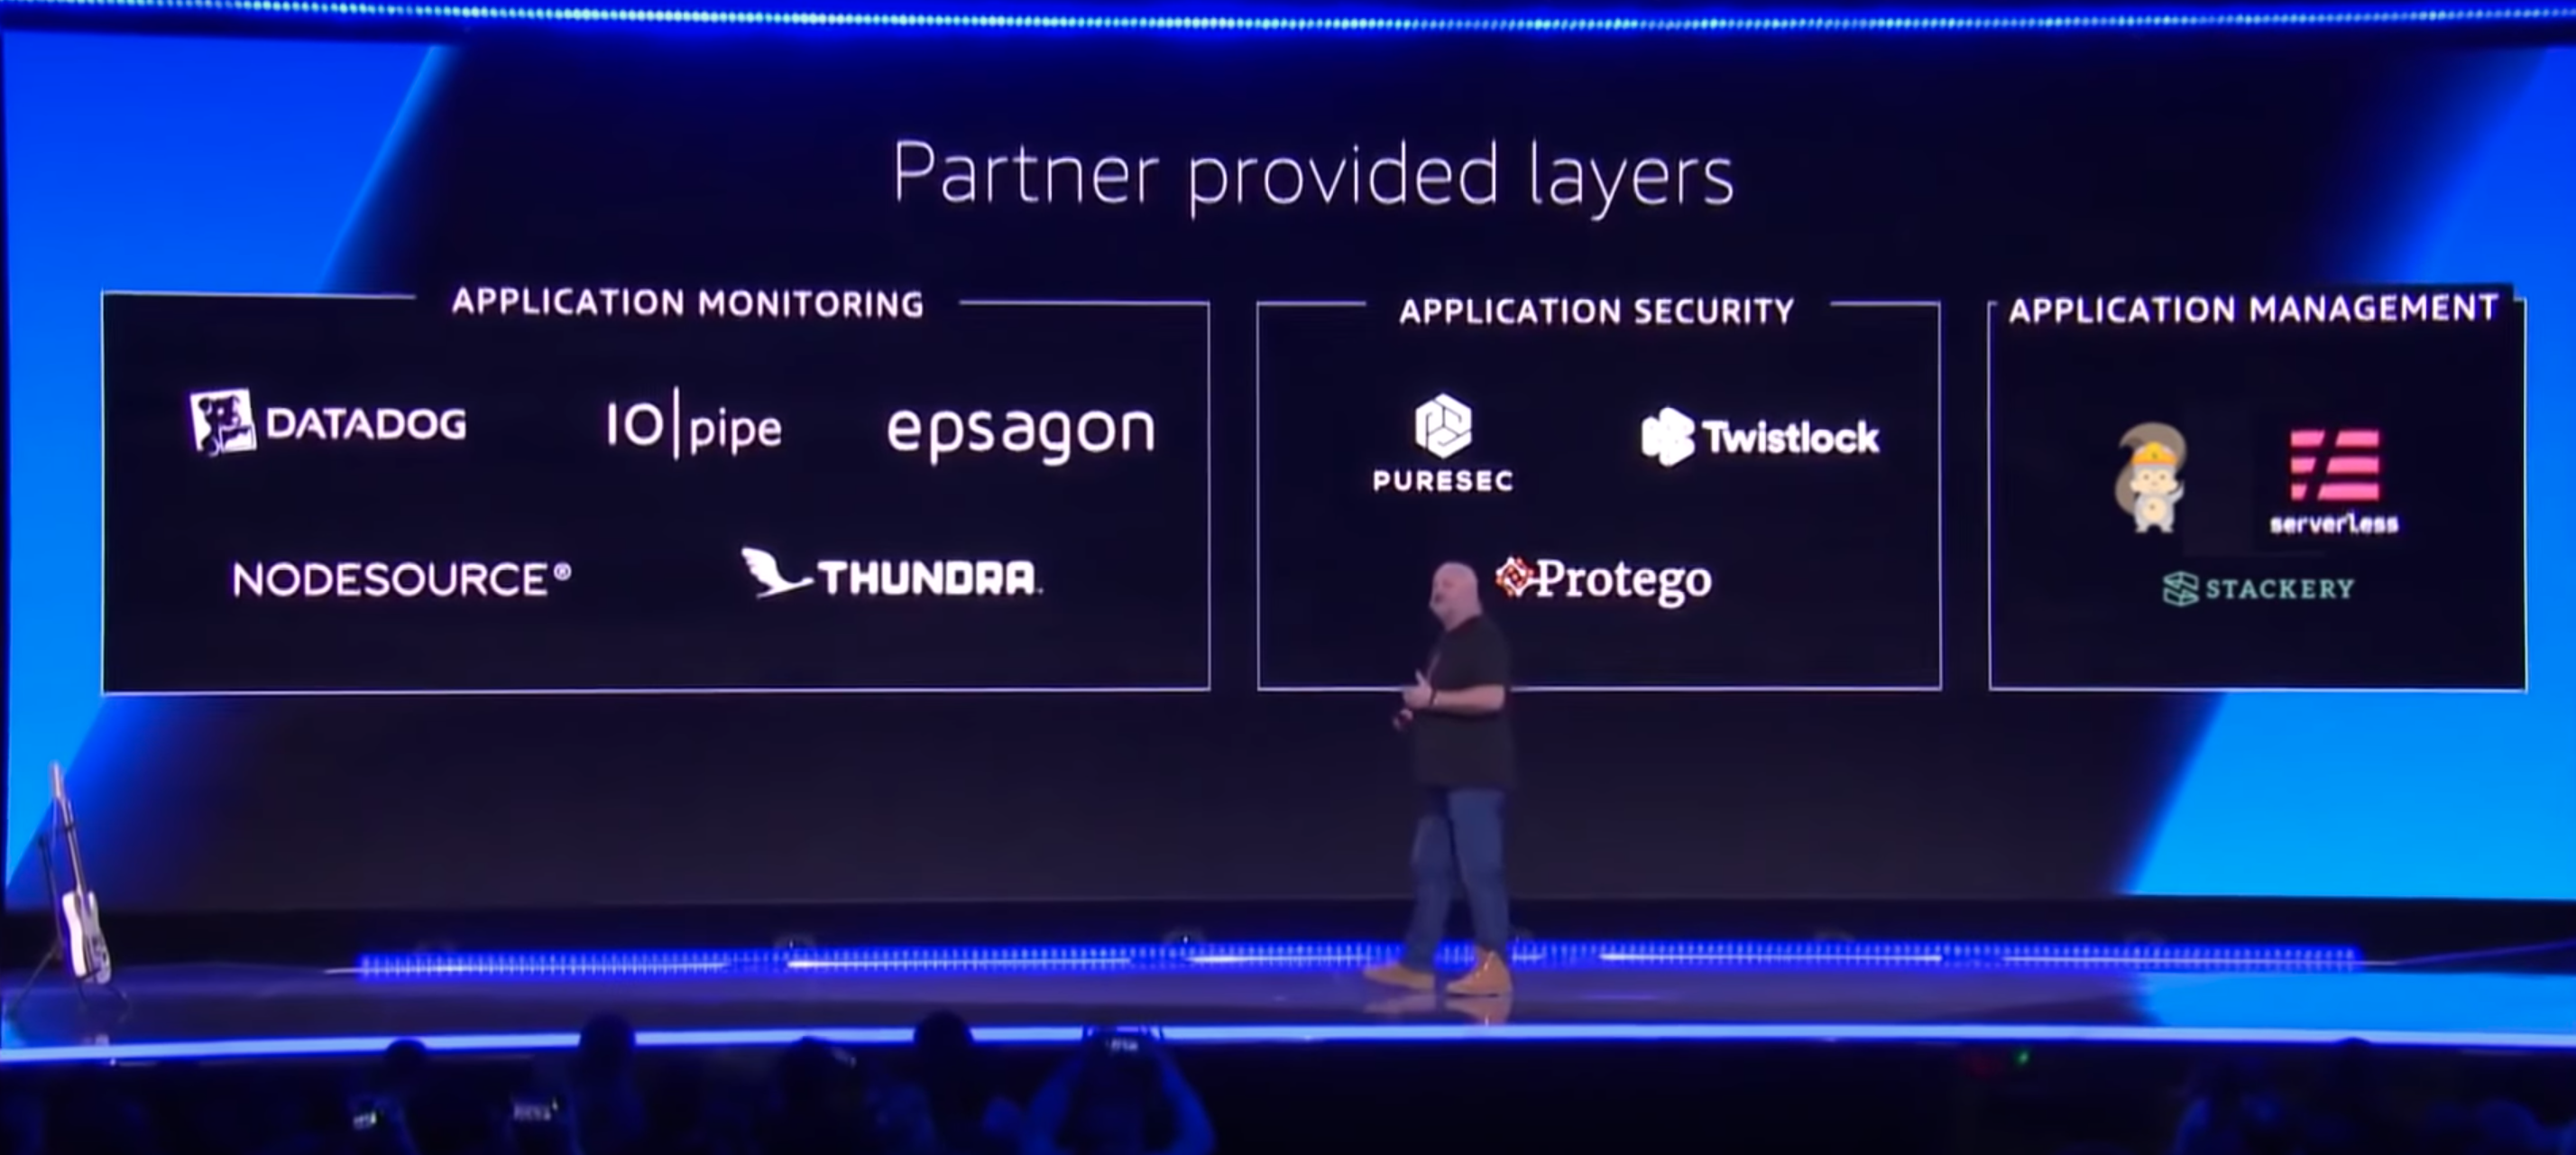 Partner provided layers
APPLICATION MONITORING
DATADOG
IO|pipe
epsagon
NODESOURCE®
THUNDRA
APPLICATION SECURITY
PURESEC
Twistlock
Protego
APPLICATION MANAGEMENT
serverless
STACKERY